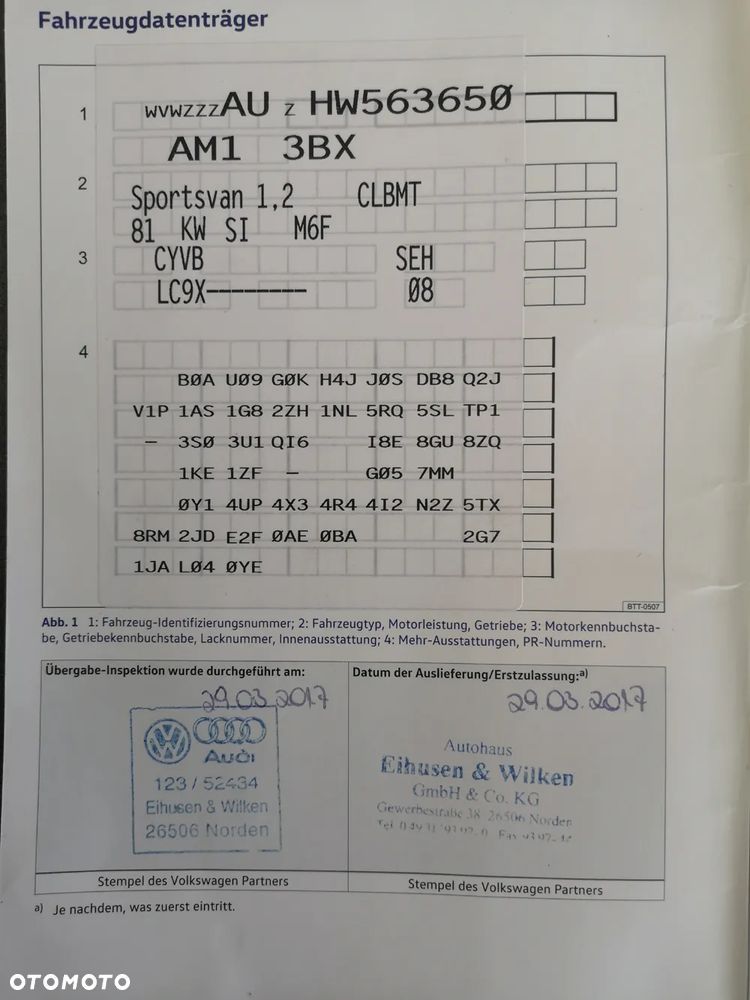 Fahrzeugdatenträger
1 WVWZZZAU Z HW563650
AM1 3BX
2 Sportsvan 1,2 CLBMT
81 KW SI M6F
3 CYVB SEH
LC9X-------- 08
4
B0A U09 G0K H4J J0S DB8 Q2J
V1P 1AS 1G8 2ZH 1NL 5RQ 5SL TP1
- 3S0 3U1 QI6 I8E 8GU 8ZQ
1KE 1ZF - G05 7MM
0Y1 4UP 4X3 4R4 4I2 N2Z 5TX
8RM 2JD E2F 0AE 0BA 2G7
1JA L04 0YE
BTT-0507
Abb. 1 1: Fahrzeug-Identifizierungsnummer; 2: Fahrzeugtyp, Motorleistung, Getriebe; 3: Motorkennbuchsta-
be, Getriebekennbuchstabe, Lacknummer, Innenausstattung; 4: Mehr-Ausstattungen, PR-Nummern.
Übergabe-Inspektion wurde durchgeführt am:
29.03.2017
Audi
123 / 52434
Eihusen & Wilken
26506 Norden
Stempel des Volkswagen Partners
Datum der Auslieferung/Erstzulassung:a)
29.03.2017
Autohaus
Eihusen & Wilken
GmbH & Co. KG
Gewerbestraße 38 26506 Norden
Stempel des Volkswagen Partners
a) Je nachdem, was zuerst eintritt.
OTOMOTO